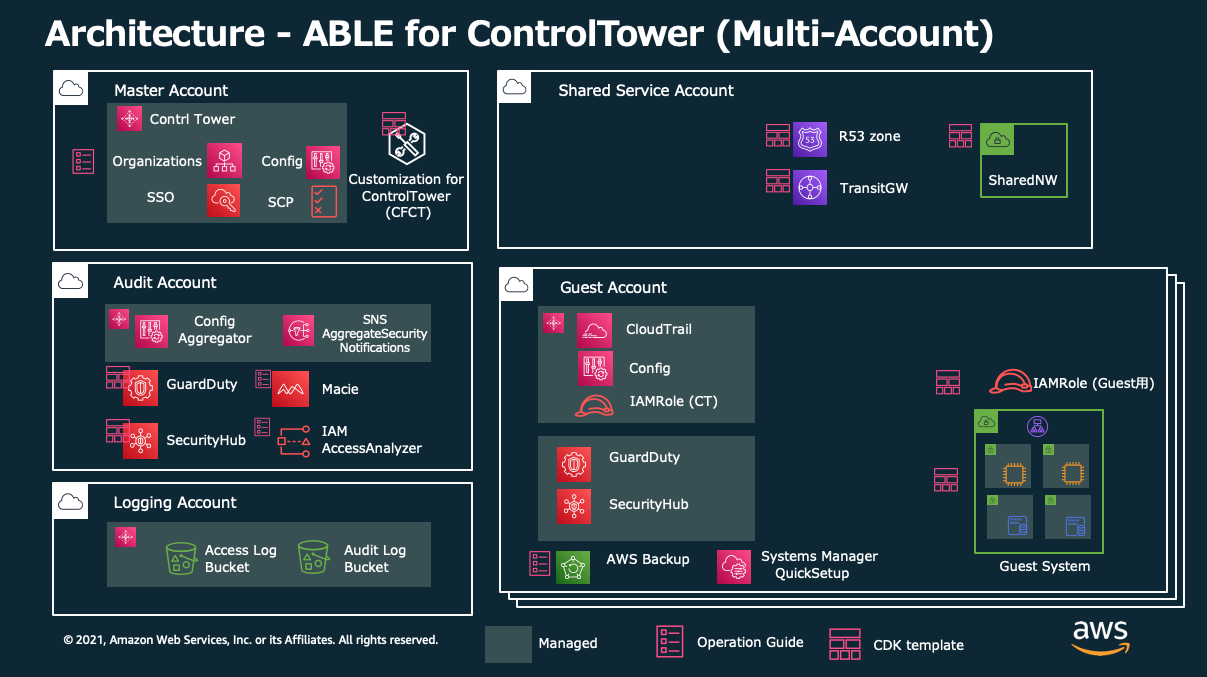 Architecture - ABLE for ControlTower (Multi-Account)
Master Account
Contrl Tower
Organizations
Config
SSO
SCP
Customization for
ControlTower
(CFCT)
Shared Service Account
53
R53 zone
TransitGW
SharedNW
Audit Account
Config
Aggregator
SNS
AggregateSecurity
Notifications
GuardDuty
Macie
SecurityHub
IAM
AccessAnalyzer
Logging Account
Access Log
Bucket
Audit Log
Bucket
Guest Account
CloudTrail
Config
IAMRole (CT)
GuardDuty
SecurityHub
AWS Backup
Systems Manager
QuickSetup
IAMRole (Guest用)
Guest System
© 2021, Amazon Web Services, Inc. or its Affiliates. All rights reserved.
Managed
Operation Guide
CDK template
aws